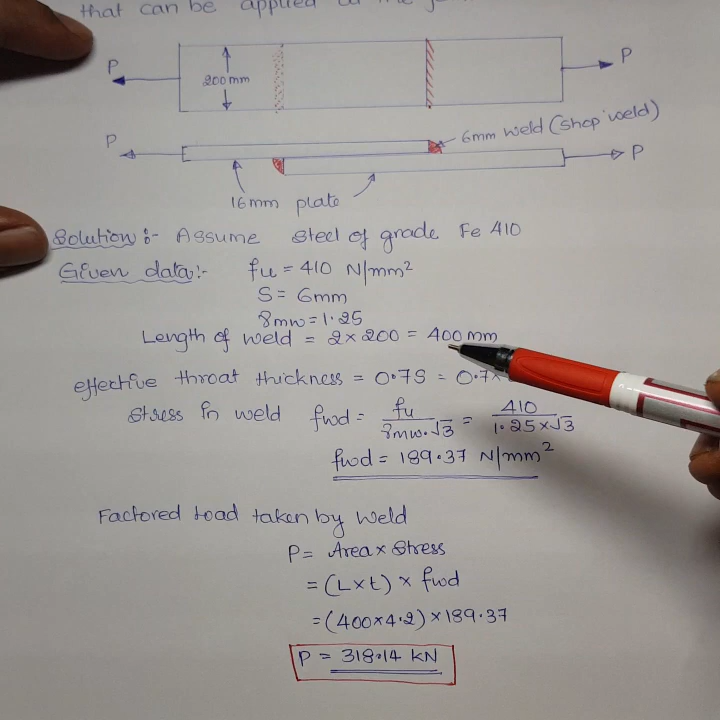 that can be applied
P
200mm
P
P
6mm weld (shop weld)
P
16mm plate
Solution :- Assume steel of grade Fe 410
Given data :- fu = 410 N/mm²
S = 6mm
γmw = 1.25
Length of weld = 2 × 200 = 400 mm
effective throat thickness = 0.7S = 0.7×
Stress in weld fwd = fu / γmw·√3 = 410 / 1.25×√3
fwd = 189.37 N/mm²
Factored load taken by weld
P = Area × Stress
= (L×t) × fwd
= (400×4.2) × 189.37
P = 318.14 KN